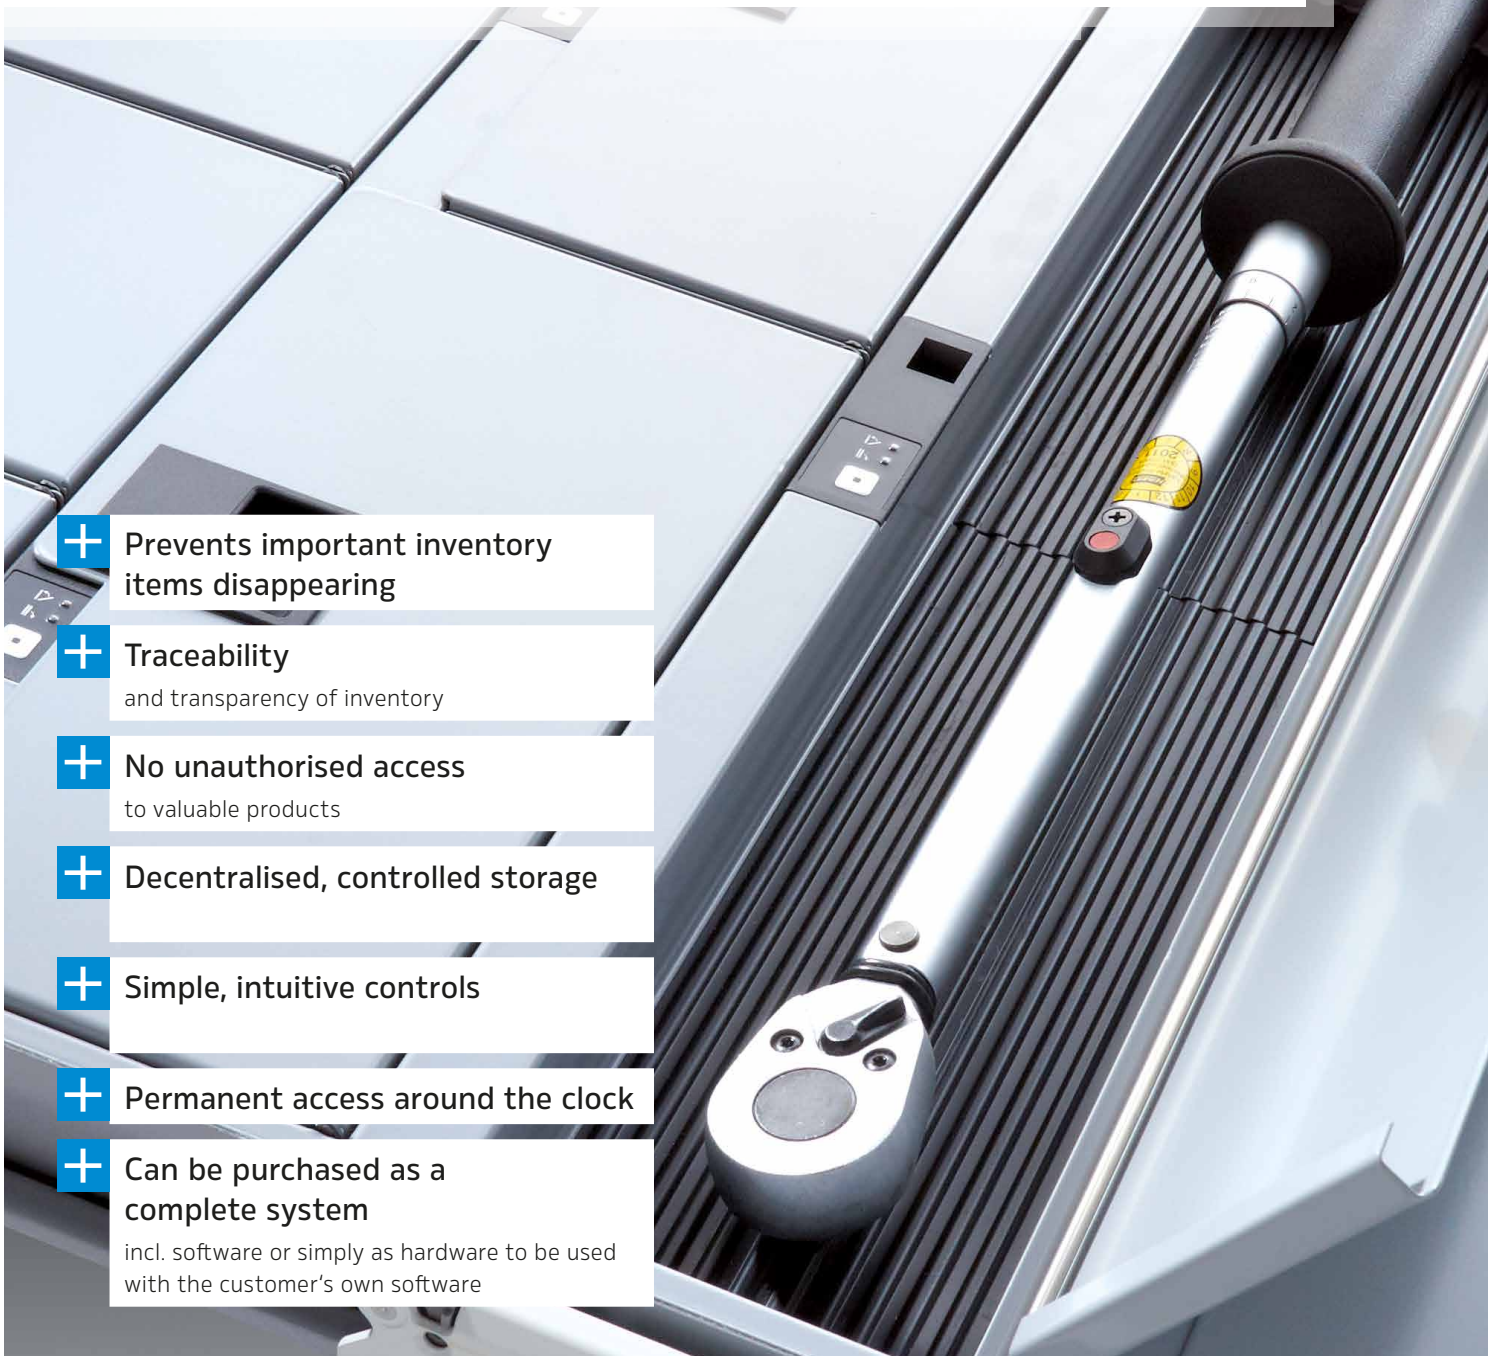 Prevents important inventory
items disappearing
Traceability
and transparency of inventory
No unauthorised access
to valuable products
Decentralised, controlled storage
Simple, intuitive controls
Permanent access around the clock
Can be purchased as a
complete system
incl. software or simply as hardware to be used
with the customer‘s own software
2011